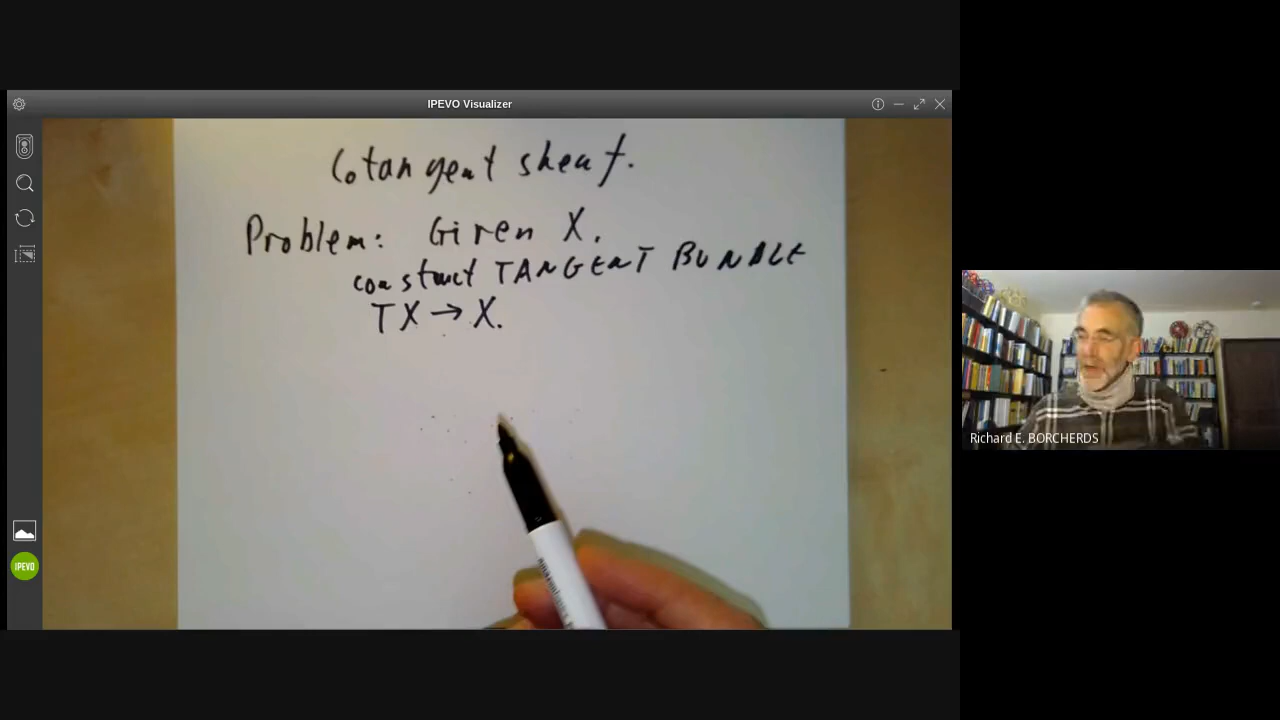 IPEVO Visualizer
Cotangent sheaf.
Problem: Given X.
construct TANGENT BUNDLE
TX → X.
IPEVO
Richard E. BORCHERDS